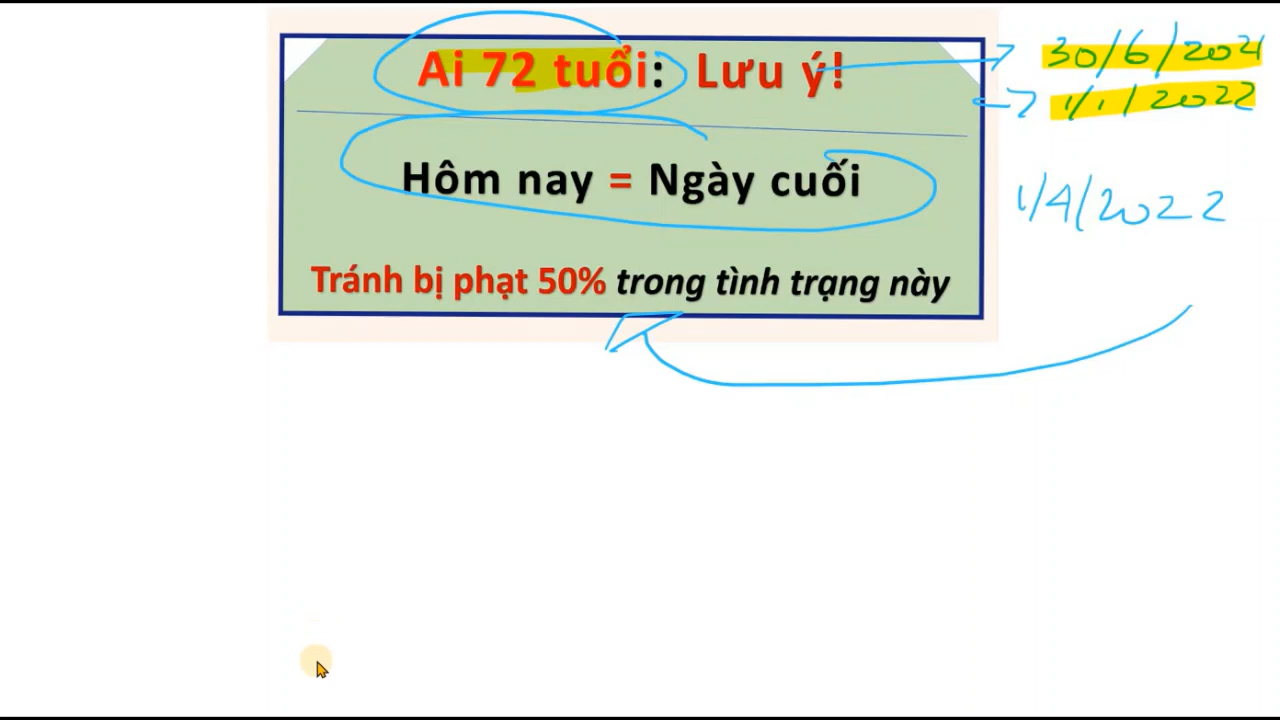 Ai 72 tuổi: Lưu ý!
Hôm nay = Ngày cuối
Tránh bị phạt 50% trong tình trạng này
30/6/2021
1/1/2022
1/4/2022